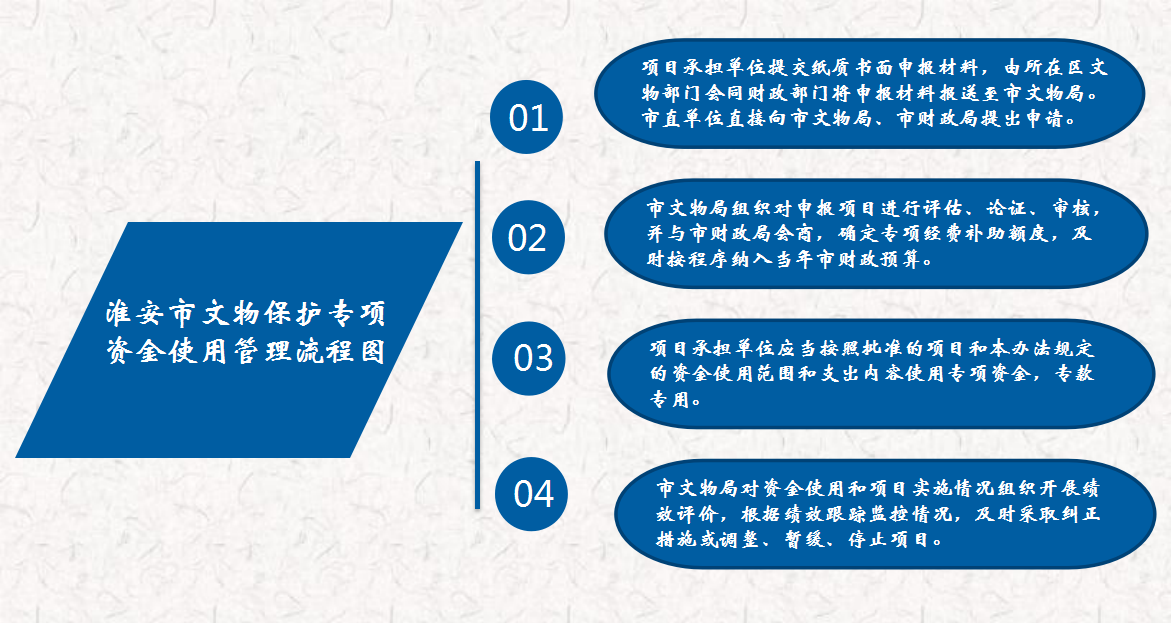 淮安市文物保护专项
资金使用管理流程图
01
项目承担单位提交纸质书面申报材料，由所在区文
物部门会同财政部门将申报材料报送至市文物局。
市直单位直接向市文物局、市财政局提出申请。
02
市文物局组织对申报项目进行评估、论证、审核，
并与市财政局会商，确定专项经费补助额度，及
时按程序纳入当年市财政预算。
03
项目承担单位应当按照批准的项目和本办法规定
的资金使用范围和支出内容使用专项资金，专款
专用。
04
市文物局对资金使用和项目实施情况组织开展绩
效评价，根据绩效跟踪监控情况，及时采取纠正
措施或调整、暂缓、停止项目。